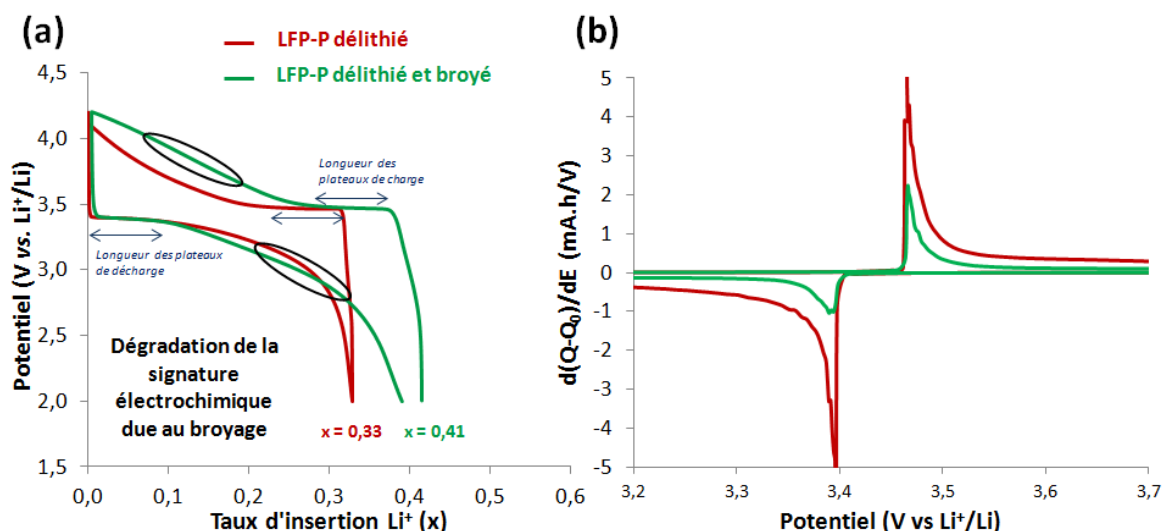 (a)
LFP-P délithié
LFP-P délithié et broyé
4,5
4,0
3,5
3,0
2,5
2,0
1,5
Potentiel (V vs. Li⁺/Li)
Longueur des
plateaux de charge
Longueur des plateaux
de décharge
Dégradation de la
signature
électrochimique
due au broyage
x = 0,33
x = 0,41
0,0
0,1
0,2
0,3
0,4
0,5
0,6
Taux d'insertion Li⁺ (x)
(b)
5
4
3
2
1
0
-1
-2
-3
-4
-5
d(Q-Q₀)/dE (mA.h/V)
3,2
3,3
3,4
3,5
3,6
3,7
Potentiel (V vs Li⁺/Li)